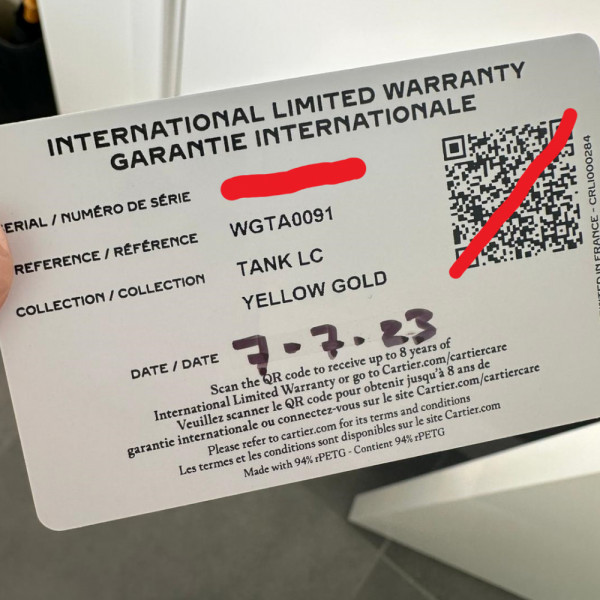 INTERNATIONAL LIMITED WARRANTY
GARANTIE INTERNATIONALE
ERIAL / NUMÉRO DE SÉRIE
REFERENCE / RÉFÉRENCE WGTA0091
COLLECTION / COLLECTION TANK LC
YELLOW GOLD
DATE / DATE 7-7.23
Scan the QR code to receive up to 8 years of
International Limited Warranty or go to Cartier.com/cartiercare
Veuillez scanner le QR code pour obtenir jusqu'à 8 ans de
garantie internationale ou connectez-vous sur le site Cartier.com/cartiercare
Please refer to cartier.com for its terms and conditions
Les termes et les conditions sont disponibles sur le site Cartier.com
Made with 94% rPETG - Contient 94% rPETG
TED IN FRANCE - CRLI000284